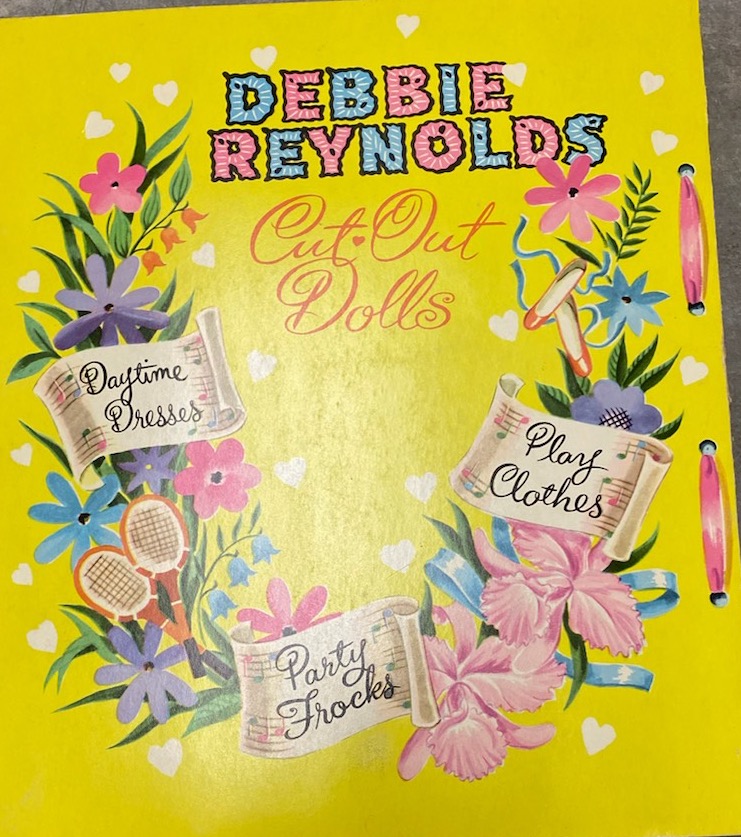 DEBBIE
REYNOLDS
Cut-Out
Dolls
Daytime
Dresses
Play
Clothes
Party
Frocks